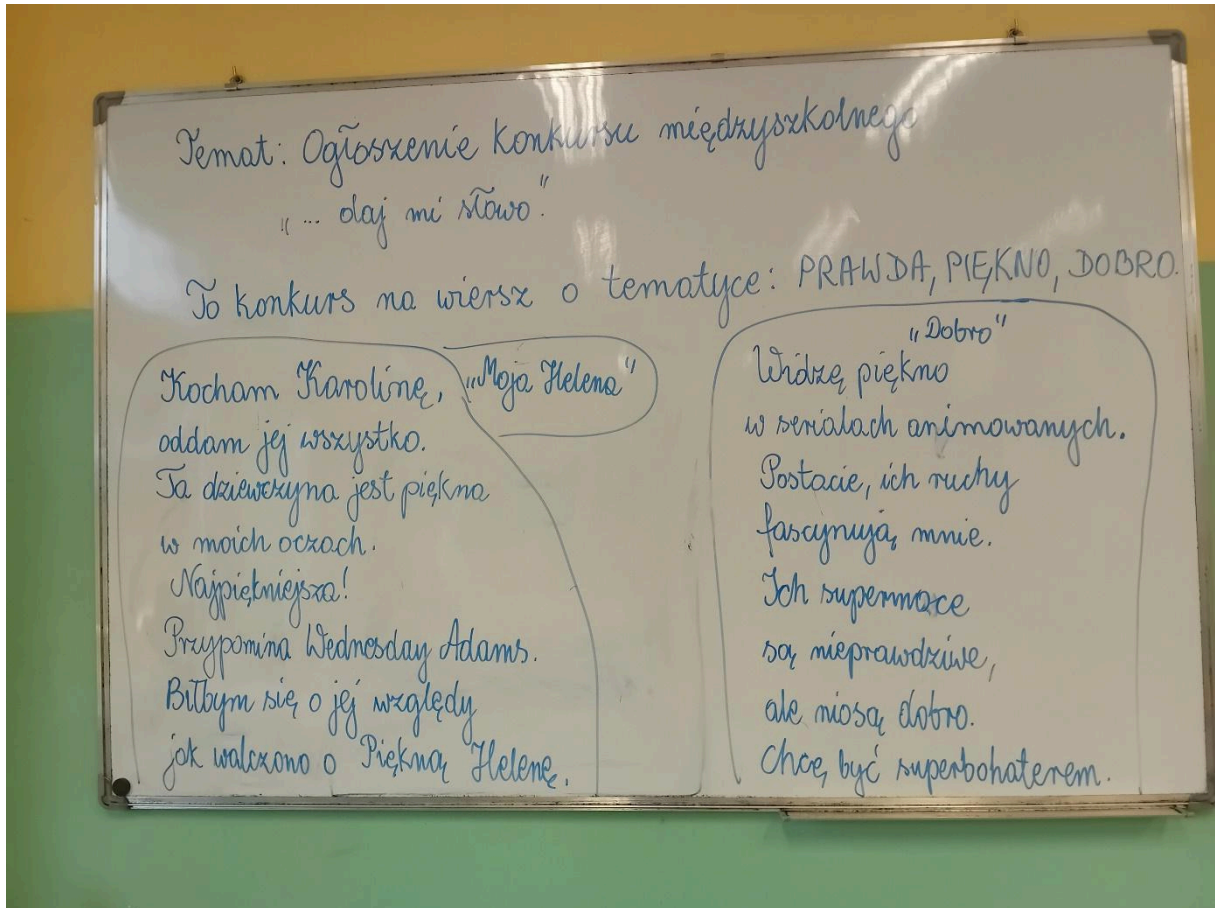 Temat: Ogłoszenie konkursu międzyszkolnego
„... daj mi słowo”.
To konkurs na wiersz o tematyce: PRAWDA, PIĘKNO, DOBRO.
„Moja Helena”
Kocham Karolinę,
oddam jej wszystko.
Ta dziewczyna jest piękna
w moich oczach.
Najpiękniejsza!
Przypomina Wednesday Adams.
Biłbym się o jej względy
jak walczono o Piękną Helenę.
„Dobro”
Widzę piękno
w serialach animowanych.
Postacie, ich ruchy
fascynują mnie.
Ich supermoce
są nieprawdziwe,
ale niosą dobro.
Chcę być superbohaterem.